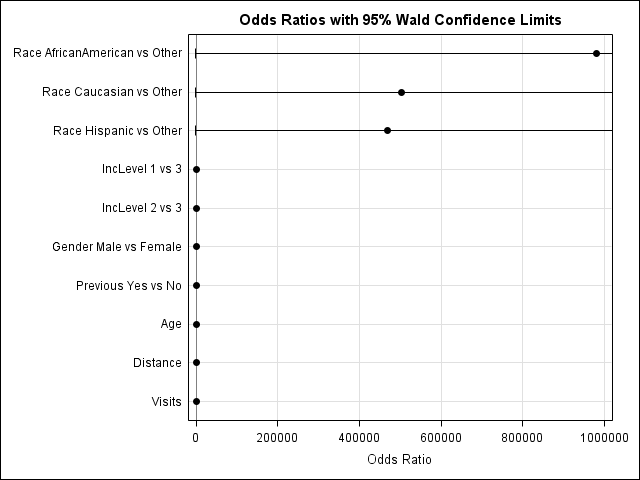 Odds Ratios with 95% Wald Confidence Limits
Race AfricanAmerican vs Other
Race Caucasian vs Other
Race Hispanic vs Other
IncLevel 1 vs 3
IncLevel 2 vs 3
Gender Male vs Female
Previous Yes vs No
Age
Distance
Visits
0 200000 400000 600000 800000 1000000
Odds Ratio